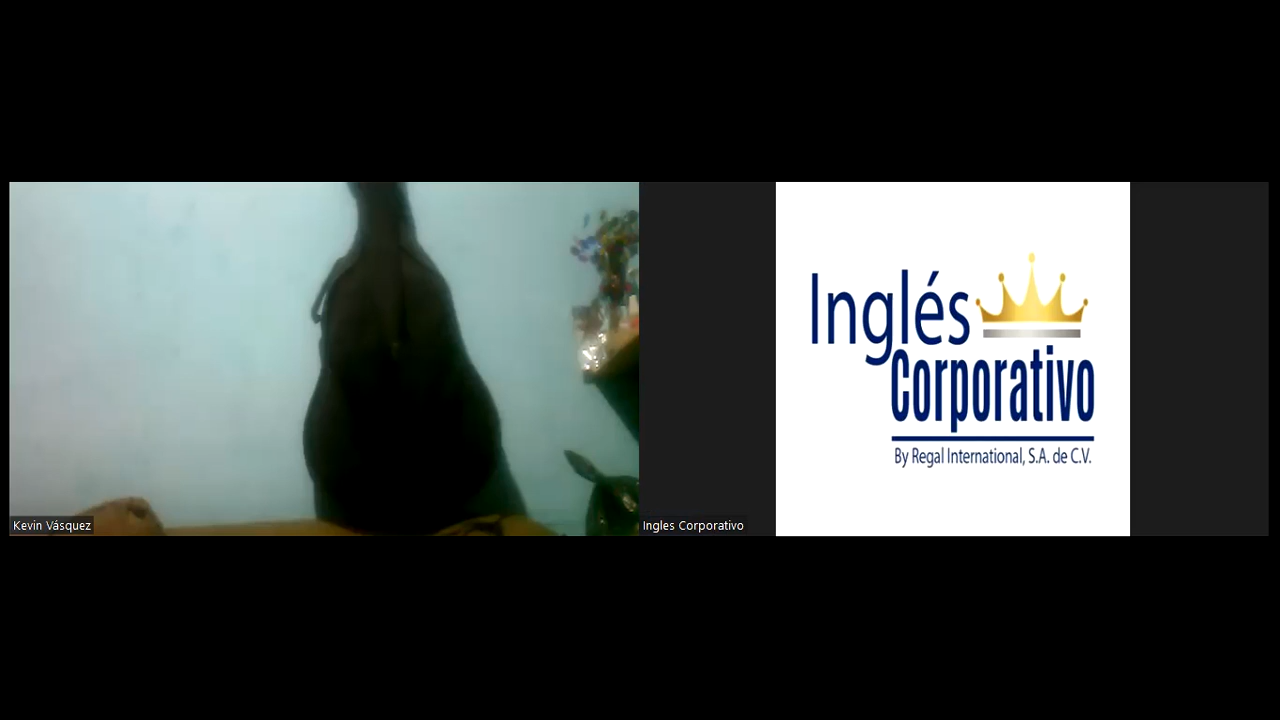 Inglés
Corporativo
By Regal International, S.A. de C.V.
Kevin Vásquez
Ingles Corporativo